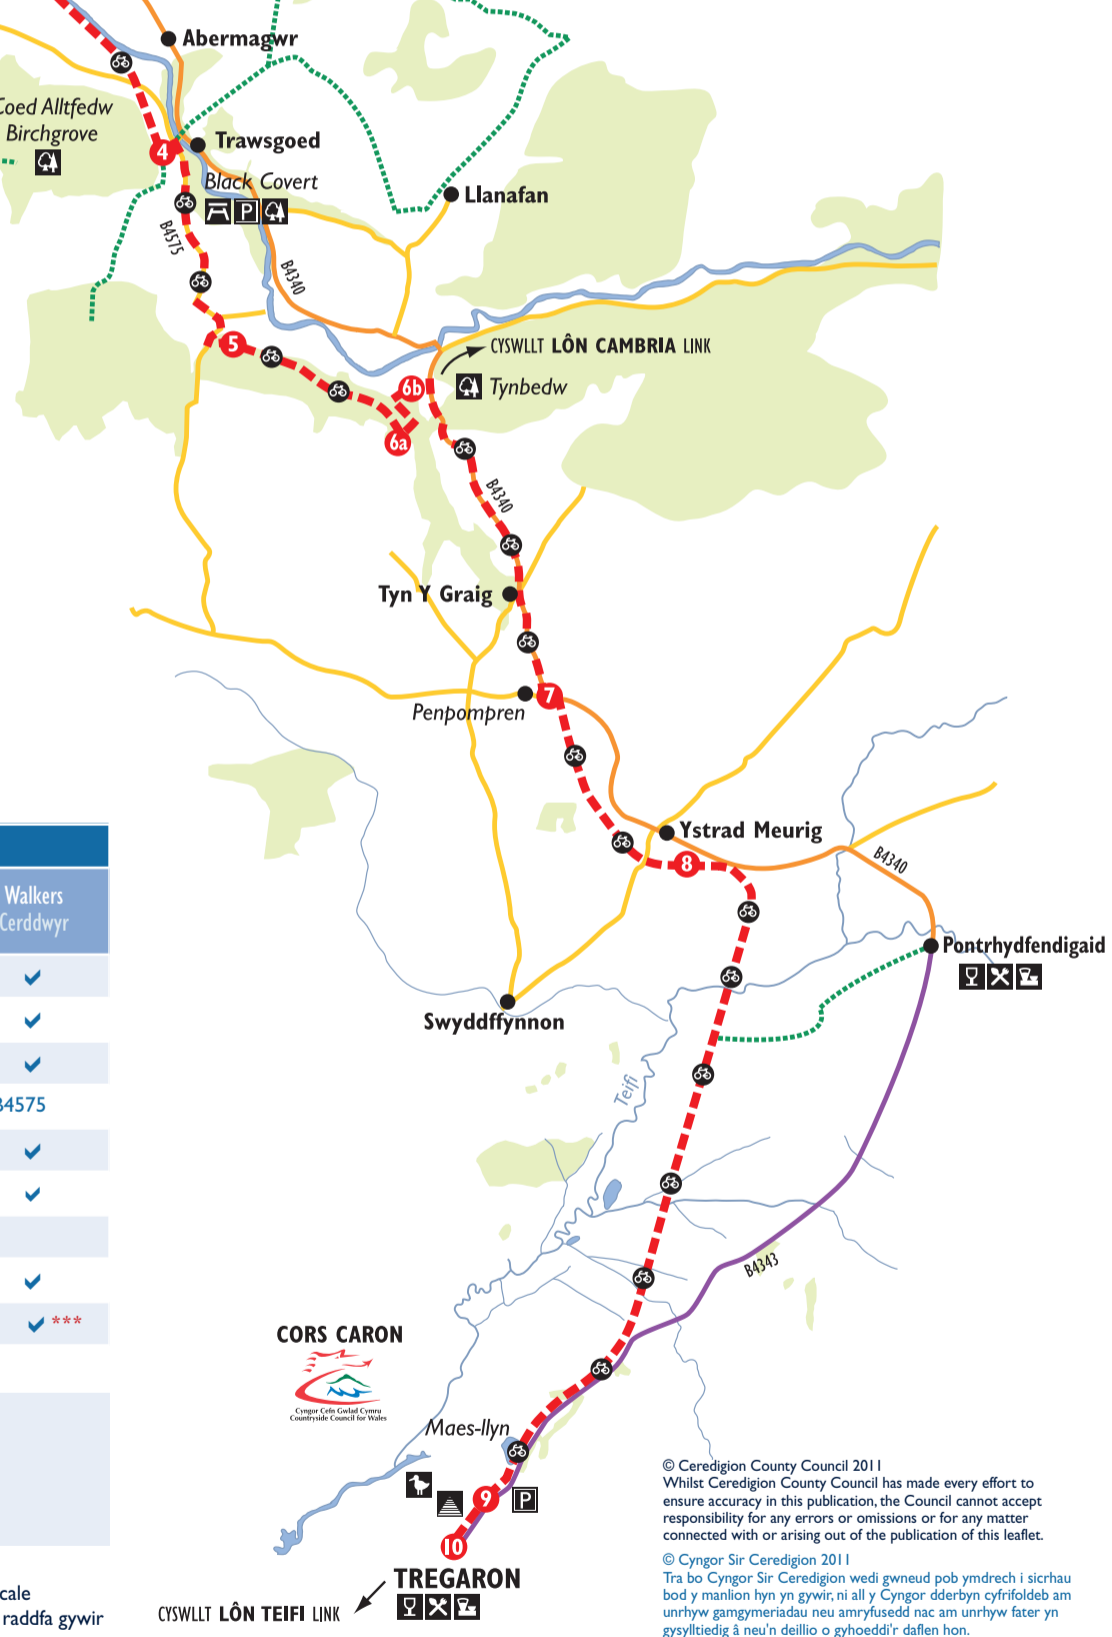 Abermagwr
Coed Alltfedw
Birchgrove
4
Trawsgoed
Black Covert
P
B4575
Llanafan
B4340
5
CYSWLLT LÔN CAMBRIA LINK
6b
Tynbedw
6a
B4340
Tyn Y Graig
7
Penpompren
Ystrad Meurig
8
B4340
Pontrhydfendigaid
Swyddffynnon
Teifi
Walkers
Cerddwyr
B4575
***
B4343
CORS CARON
Cyngor Cefn Gwlad Cymru
Countryside Council for Wales
Maes-llyn
9
P
10
TREGARON
CYSWLLT LÔN TEIFI LINK
cale
raddfa gywir
© Ceredigion County Council 2011
Whilst Ceredigion County Council has made every effort to
ensure accuracy in this publication, the Council cannot accept
responsibility for any errors or omissions or for any matter
connected with or arising out of the publication of this leaflet.
© Cyngor Sir Ceredigion 2011
Tra bo Cyngor Sir Ceredigion wedi gwneud pob ymdrech i sicrhau
bod y manlion hyn yn gywir, ni all y Cyngor dderbyn cyfrifoldeb am
unrhyw gamgymeriadau neu amryfusedd nac am unrhyw fater yn
gysylltiedig â neu'n deillio o gyhoeddi'r daflen hon.